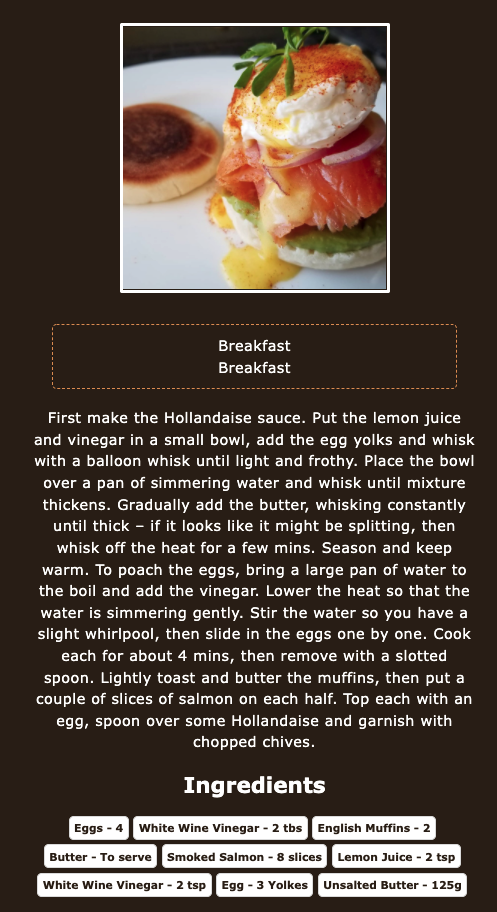 Breakfast
Breakfast
First make the Hollandaise sauce. Put the lemon juice
and vinegar in a small bowl, add the egg yolks and whisk
with a balloon whisk until light and frothy. Place the bowl
over a pan of simmering water and whisk until mixture
thickens. Gradually add the butter, whisking constantly
until thick – if it looks like it might be splitting, then
whisk off the heat for a few mins. Season and keep
warm. To poach the eggs, bring a large pan of water to
the boil and add the vinegar. Lower the heat so that the
water is simmering gently. Stir the water so you have a
slight whirlpool, then slide in the eggs one by one. Cook
each for about 4 mins, then remove with a slotted
spoon. Lightly toast and butter the muffins, then put a
couple of slices of salmon on each half. Top each with an
egg, spoon over some Hollandaise and garnish with
chopped chives.
Ingredients
Eggs - 4 White Wine Vinegar - 2 tbs English Muffins - 2
Butter - To serve Smoked Salmon - 8 slices Lemon Juice - 2 tsp
White Wine Vinegar - 2 tsp Egg - 3 Yolkes Unsalted Butter - 125g